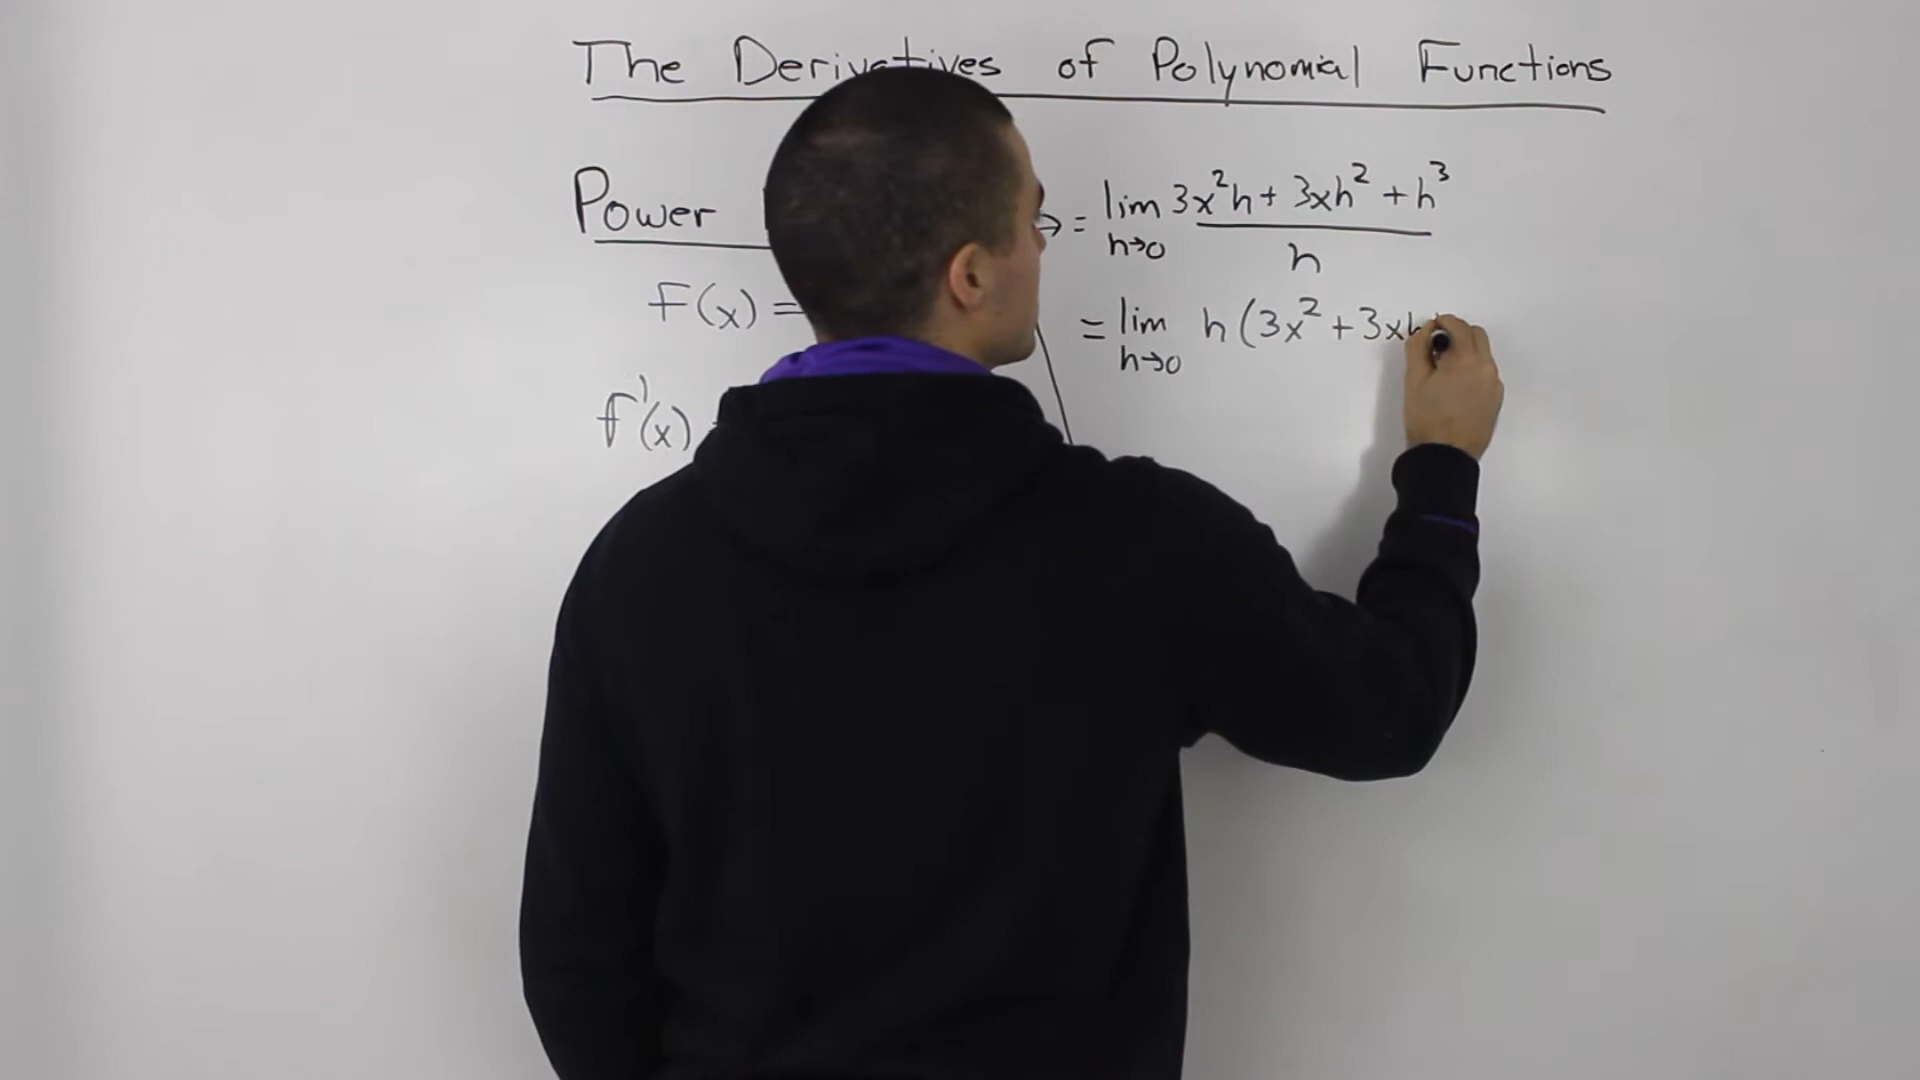 The Derivatives of Polynomial Functions
Power
F(x) =
f'(x)
→ = lim 3x²h + 3xh² + h³
h→0 h
= lim h (3x² + 3xh
h→0